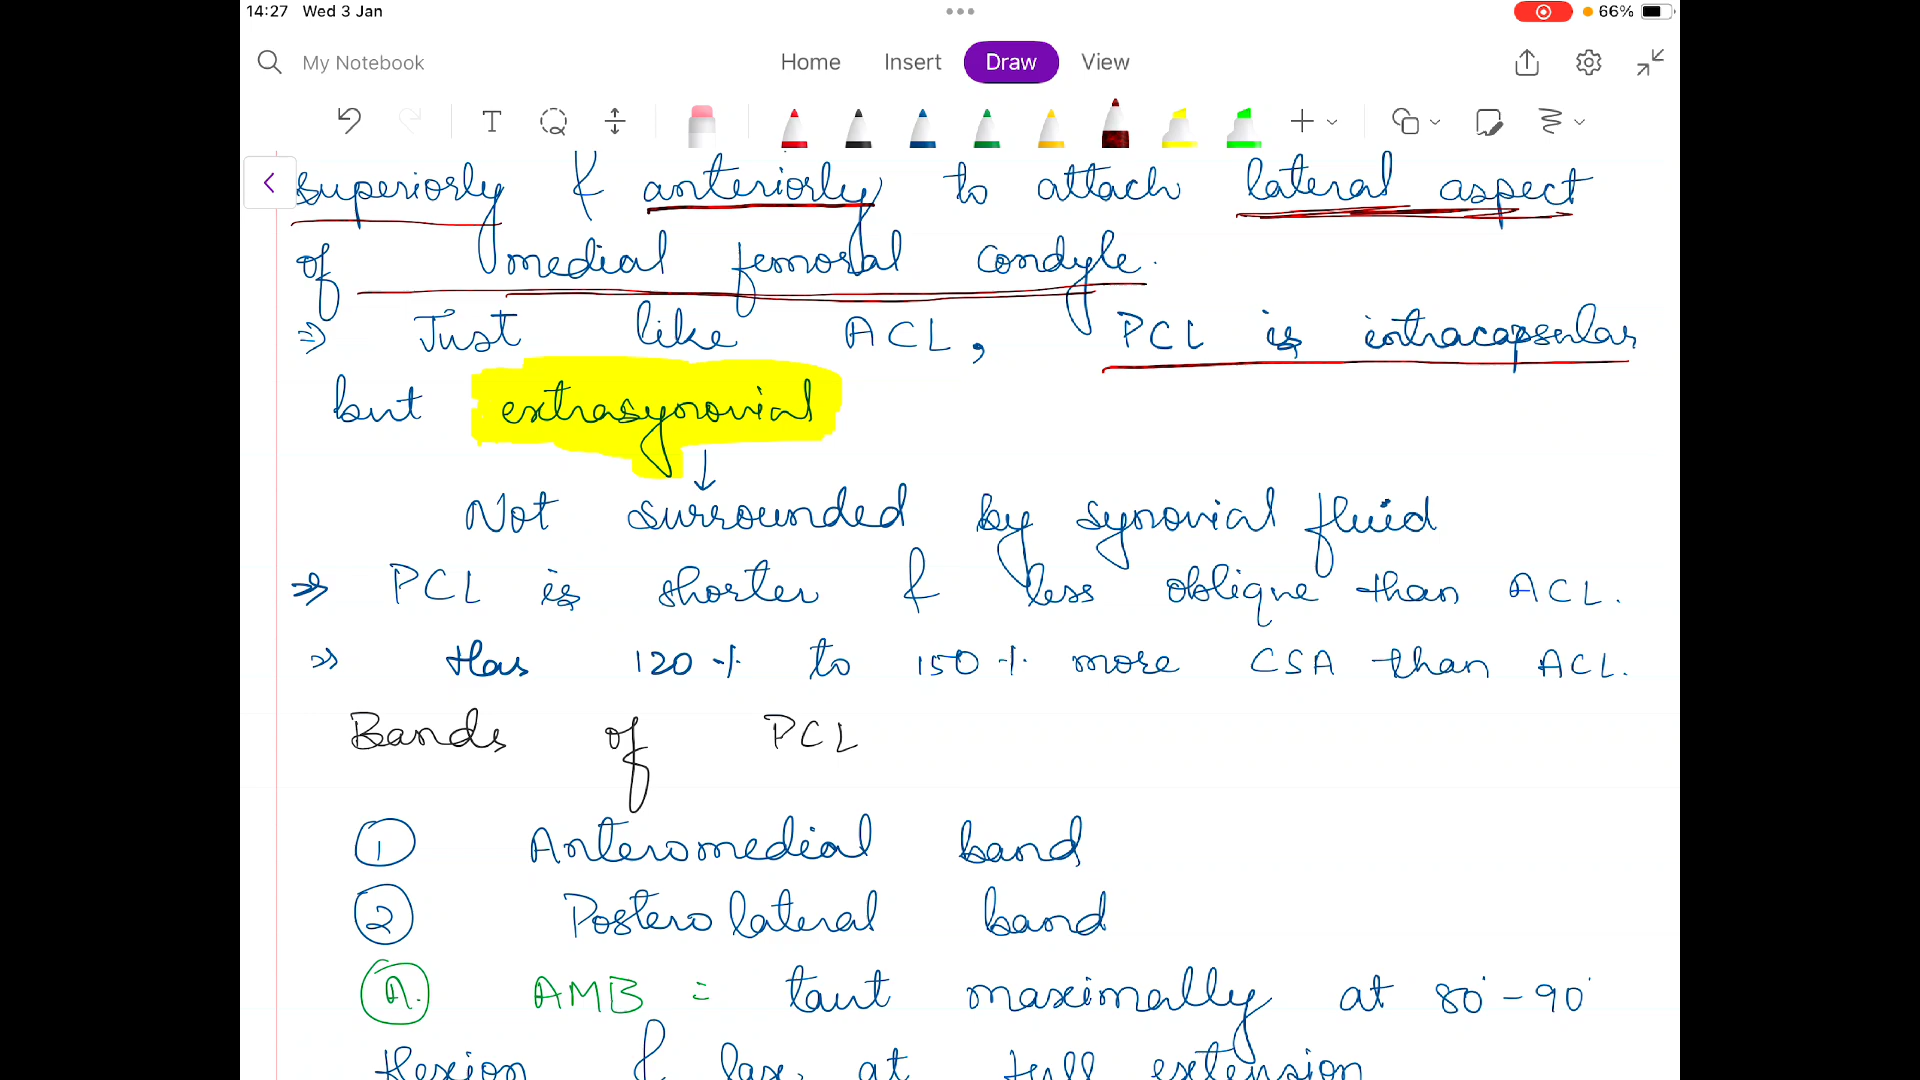 14:27 Wed 3 Jan
66%
My Notebook
Home Insert Draw View
superiorly & anteriorly to attach lateral aspect
of medial femoral condyle.
⇒ Just like ACL, PCL is intracapsular
but extrasynovial
↓
Not surrounded by synovial fluid
⇒ PCL is shorter & less oblique than ACL.
⇒ Has 120% to 150% more CSA than ACL.
Bands of PCL
① Anteromedial band
② Postero lateral band
A. AMB = taut maximally at 80°-90°
flexion & lax at full extension